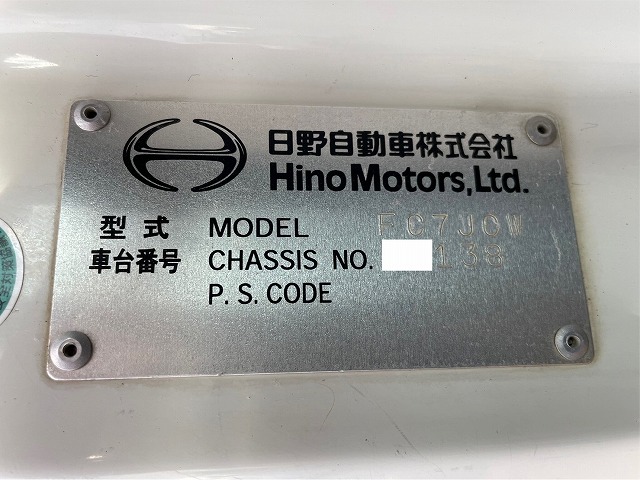 日野自動車株式会社
Hino Motors, Ltd.
型式 MODEL FC7JCW
車台番号 CHASSIS NO. 138
P.S.CODE